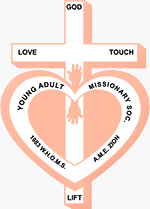 GOD
LOVE TOUCH
YOUNG ADULT MISSIONARY SOC.
1983 W.H.O.M.S. A.M.E. ZION
LIFT